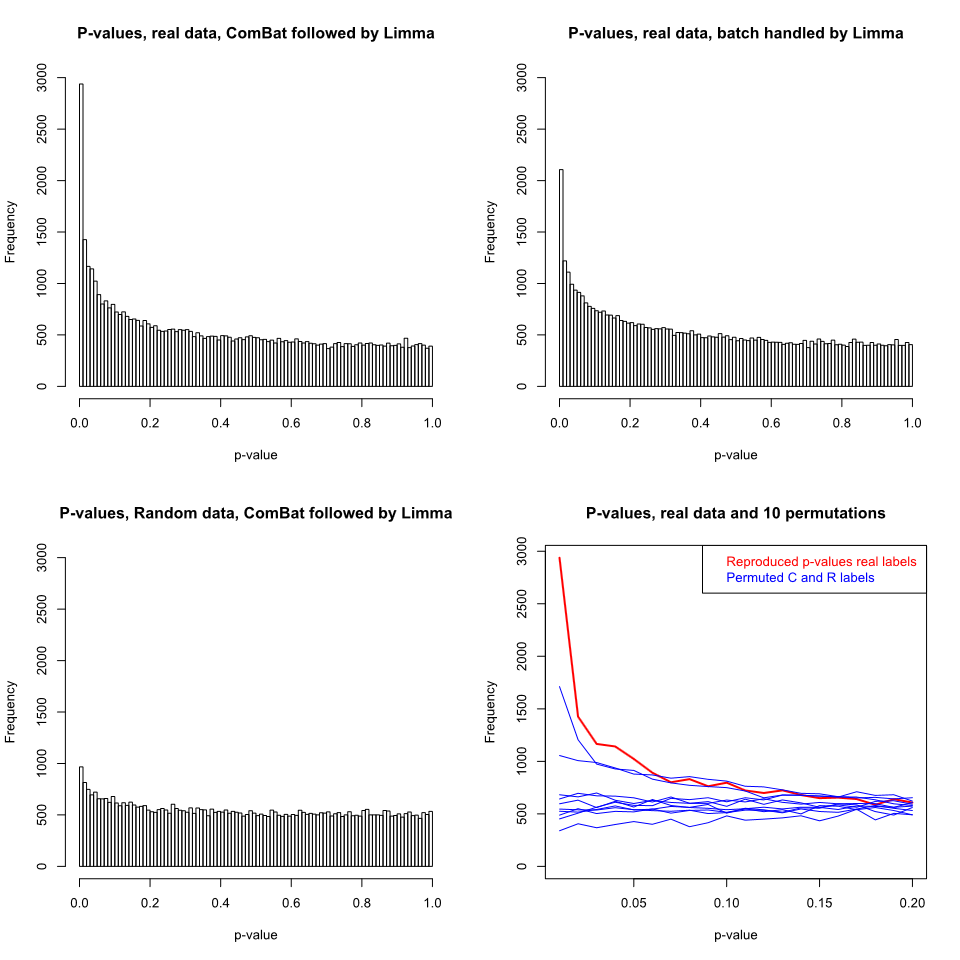 P-values, real data, ComBat followed by Limma
3000
2500
2000
1500
1000
500
0
Frequency
0.0 0.2 0.4 0.6 0.8 1.0
p-value
P-values, real data, batch handled by Limma
3000
2500
2000
1500
1000
500
0
Frequency
0.0 0.2 0.4 0.6 0.8 1.0
p-value
P-values, Random data, ComBat followed by Limma
3000
2500
2000
1500
1000
500
0
Frequency
0.0 0.2 0.4 0.6 0.8 1.0
p-value
P-values, real data and 10 permutations
Reproduced p-values real labels
Permuted C and R labels
3000
2500
2000
1500
1000
500
0
Frequency
0.05 0.10 0.15 0.20
p-value